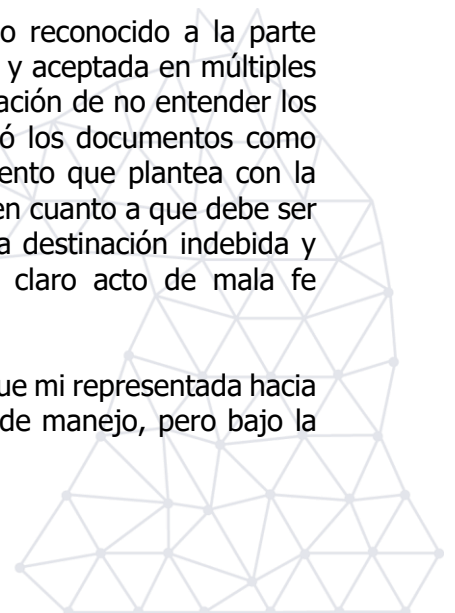 o reconocido a la parte
y aceptada en múltiples
ación de no entender los
ó los documentos como
ento que plantea con la
en cuanto a que debe ser
a destinación indebida y
claro acto de mala fe
ue mi representada hacia
de manejo, pero bajo la